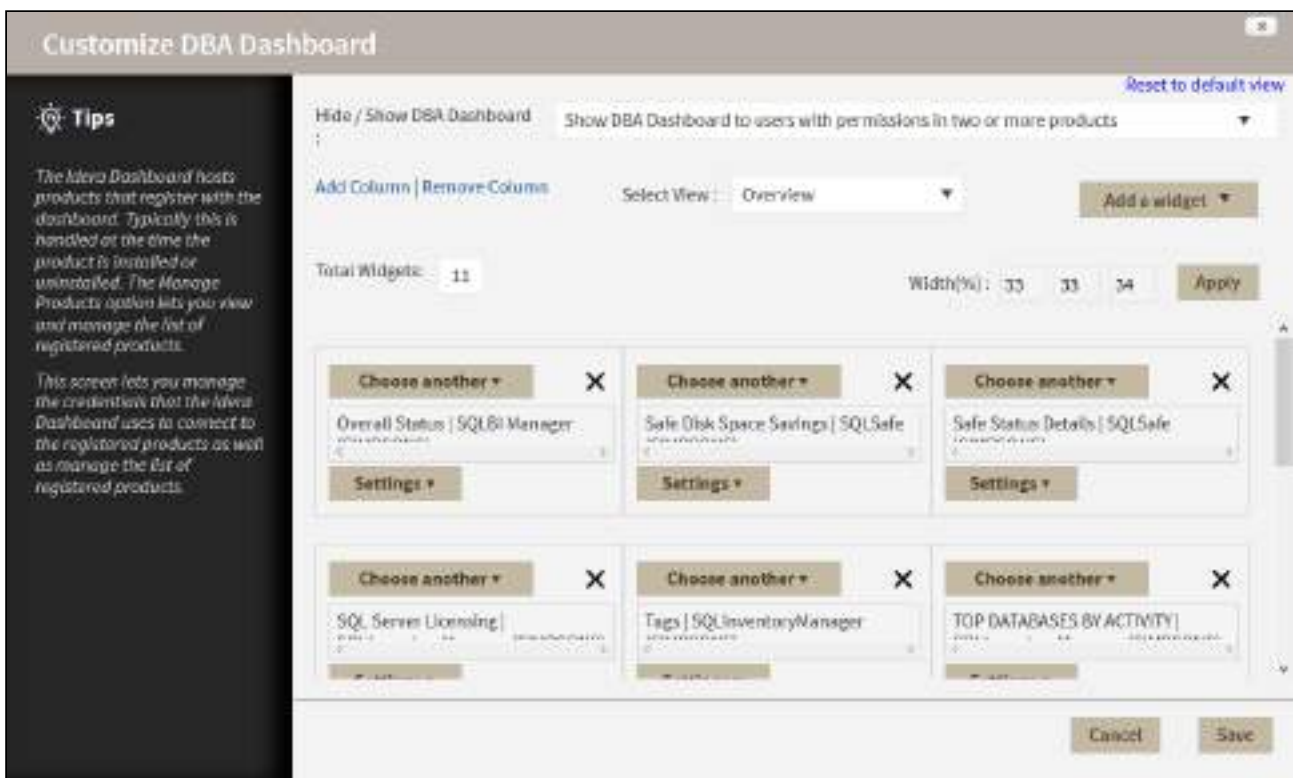 Customize DBA Dashboard
Reset to default view
Tips
The Idera Dashboard hosts
products that register with the
dashboard. Typically this is
handled at the time the
product is installed or
uninstalled. The Manage
Products option lets you view
and manage the list of
registered products.
This screen lets you manage
the credentials that the Idera
Dashboard uses to connect to
the registered products as well
as manage the list of
registered products.
Hide / Show DBA Dashboard
:
Show DBA Dashboard to users with permissions in two or more products
Add Column | Remove Column
Select View : Overview
Add a widget
Total Widgets: 11
Width(%) : 33 33 34 Apply
Choose another Choose another Choose another
Overall Status | SQLBI Manager
Safe Disk Space Savings | SQLSafe
Safe Status Details | SQLSafe
Settings Settings Settings
Choose another Choose another Choose another
SQL Server Licensing |
Tags | SQLInventoryManager
TOP DATABASES BY ACTIVITY |
Cancel Save